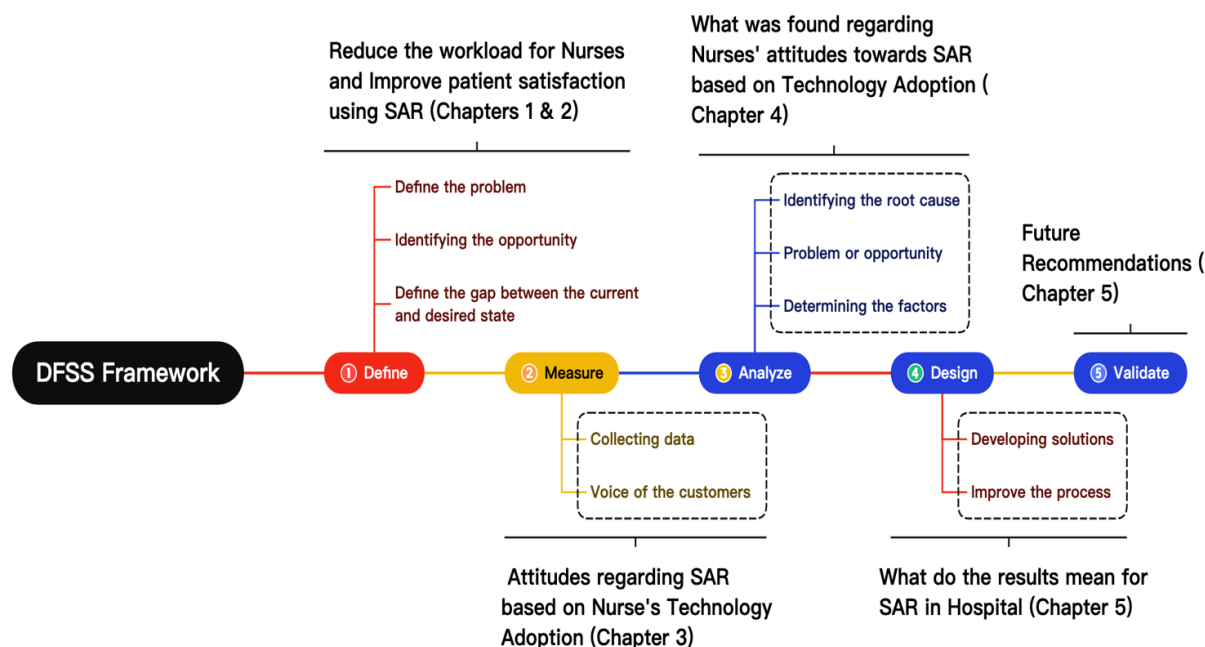 Reduce the workload for Nurses
and Improve patient satisfaction
using SAR (Chapters 1 & 2)
What was found regarding
Nurses' attitudes towards SAR
based on Technology Adoption (
Chapter 4)
Define the problem
Identifying the opportunity
Define the gap between the current
and desired state
Identifying the root cause
Problem or opportunity
Determining the factors
Future
Recommendations (
Chapter 5)
DFSS Framework
1 Define
2 Measure
3 Analyze
4 Design
5 Validate
Collecting data
Voice of the customers
Developing solutions
Improve the process
Attitudes regarding SAR
based on Nurse's Technology
Adoption (Chapter 3)
What do the results mean for
SAR in Hospital (Chapter 5)